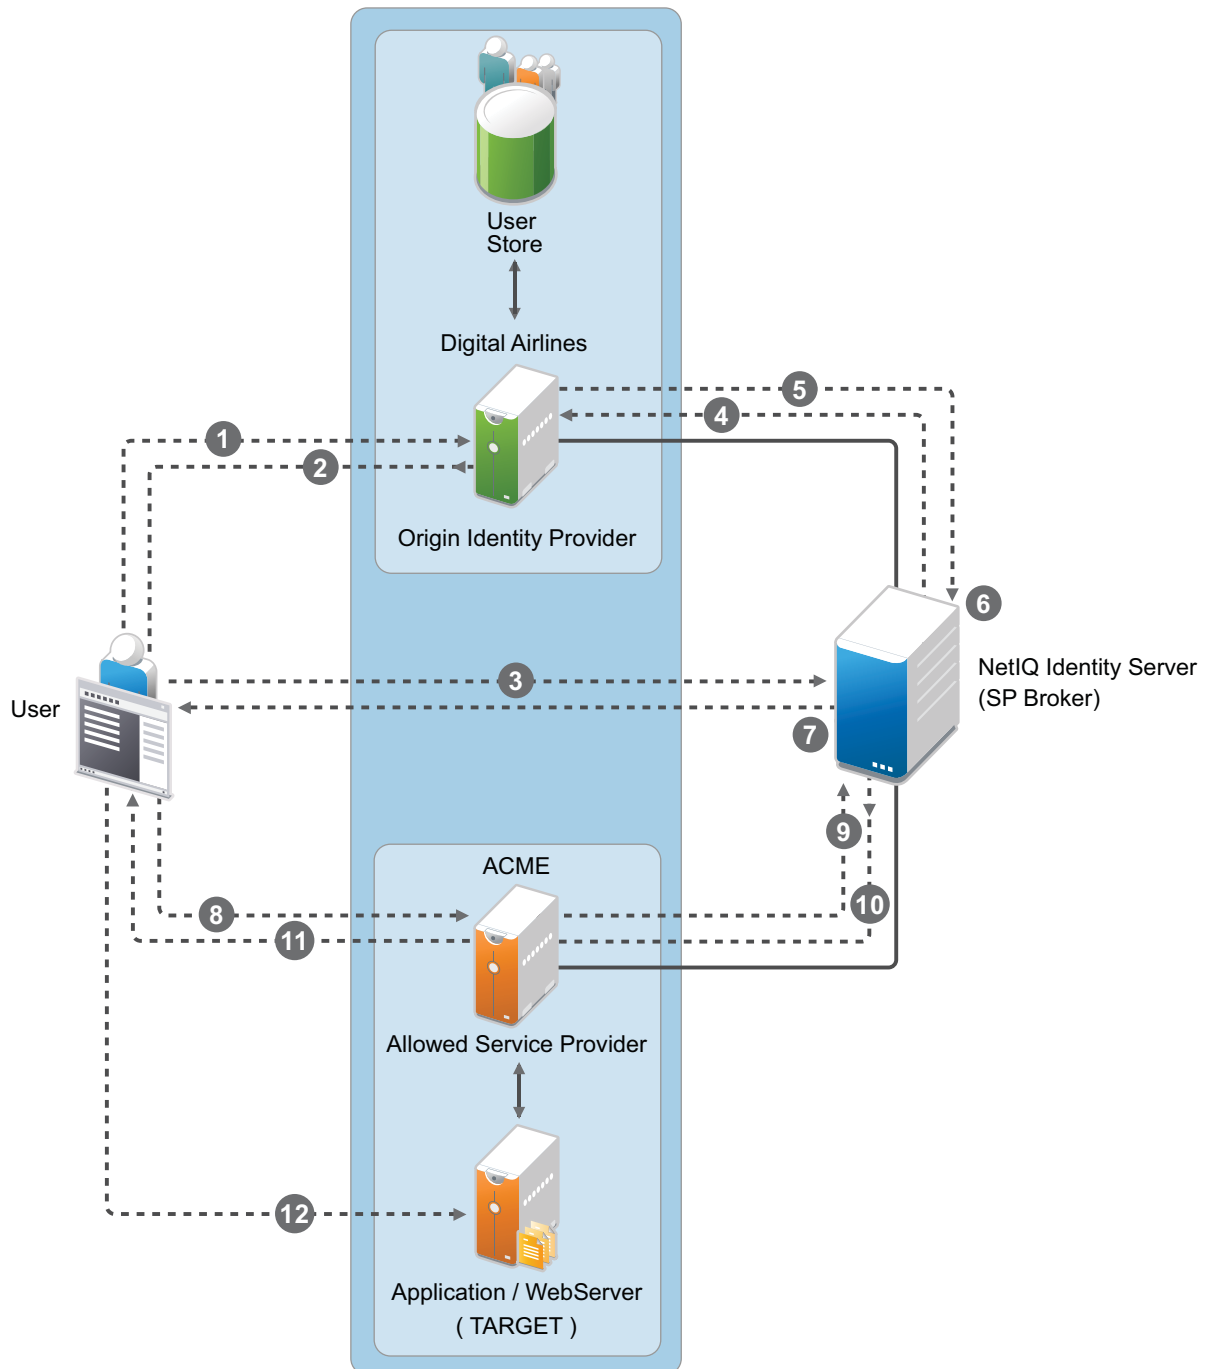 User
Store
Digital Airlines
5
4
1
2
Origin Identity Provider
6
NetIQ Identity Server
(SP Broker)
3
User
7
9
ACME
8
10
11
Allowed Service Provider
12
Application / WebServer
( TARGET )